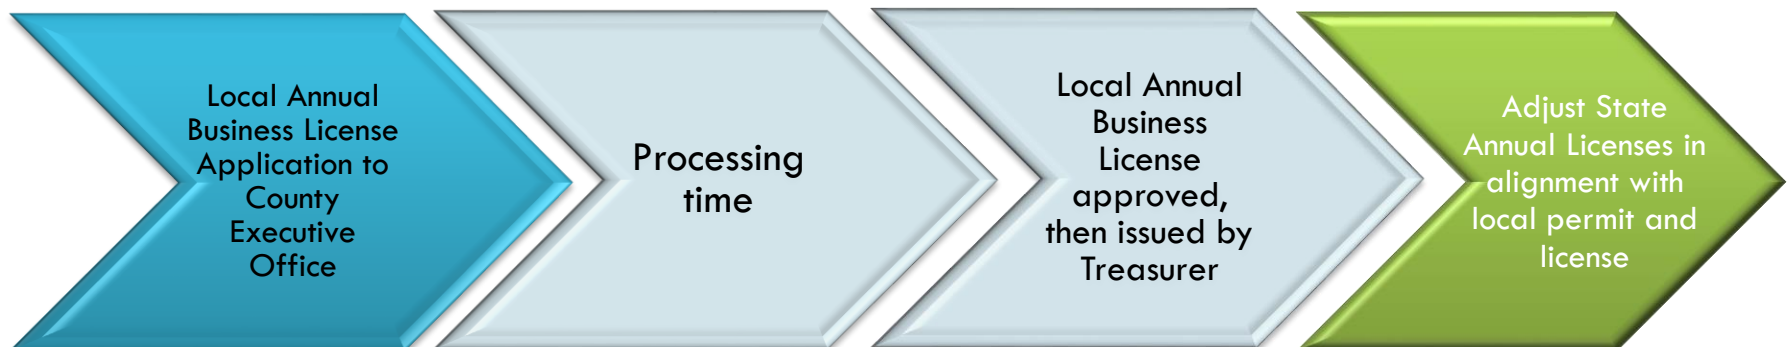 Local Annual
Business License
Application to
County
Executive
Office
Processing
time
Local Annual
Business
License
approved,
then issued by
Treasurer
Adjust State
Annual Licenses in
alignment with
local permit and
license